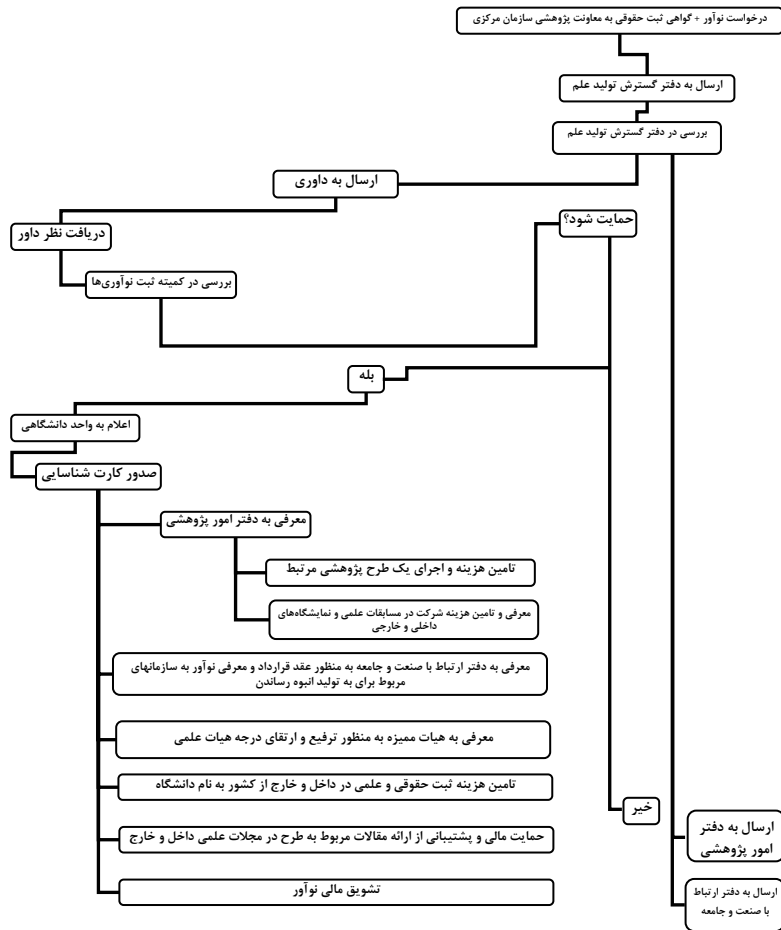 درخواست نوآور + گواهی ثبت حقوقی به معاونت پژوهشی سازمان مرکزی
ارسال به دفتر گسترش تولید علم
بررسی در دفتر گسترش تولید علم
ارسال به داوری
دریافت نظر داور
بررسی در کمیته ثبت نوآوری‌ها
حمایت شود؟
بله
اعلام به واحد دانشگاهی
صدور کارت شناسایی
معرفی به دفتر امور پژوهشی
تامین هزینه و اجرای یک طرح پژوهشی مرتبط
معرفی و تامین هزینه شرکت در مسابقات علمی و نمایشگاه‌های
داخلی و خارجی
معرفی به دفتر ارتباط با صنعت و جامعه به منظور عقد قرارداد و معرفی نوآور به سازمانهای
مربوط برای به تولید انبوه رساندن
معرفی به هیات ممیزه به منظور ترفیع و ارتقای درجه هیات علمی
تامین هزینه ثبت حقوقی و علمی در داخل و خارج از کشور به نام دانشگاه
حمایت مالی و پشتیبانی از ارائه مقالات مربوط به طرح در مجلات علمی داخل و خارج
تشویق مالی نوآور
خیر
ارسال به دفتر
امور پژوهشی
ارسال به دفتر ارتباط
با صنعت و جامعه